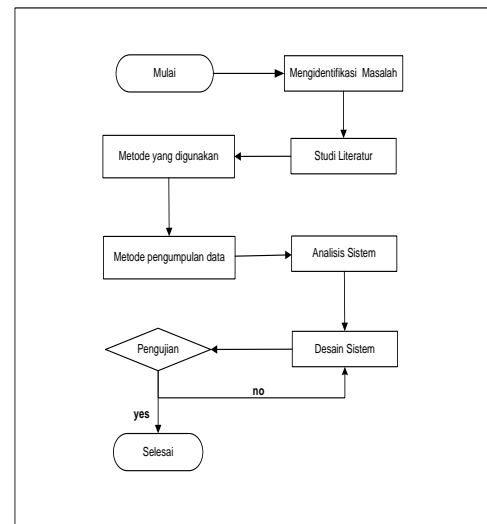 Mulai
Mengidentifikasi Masalah
Studi Literatur
Metode yang digunakan
Metode pengumpulan data
Analisis Sistem
Desain Sistem
Pengujian
no
yes
Selesai